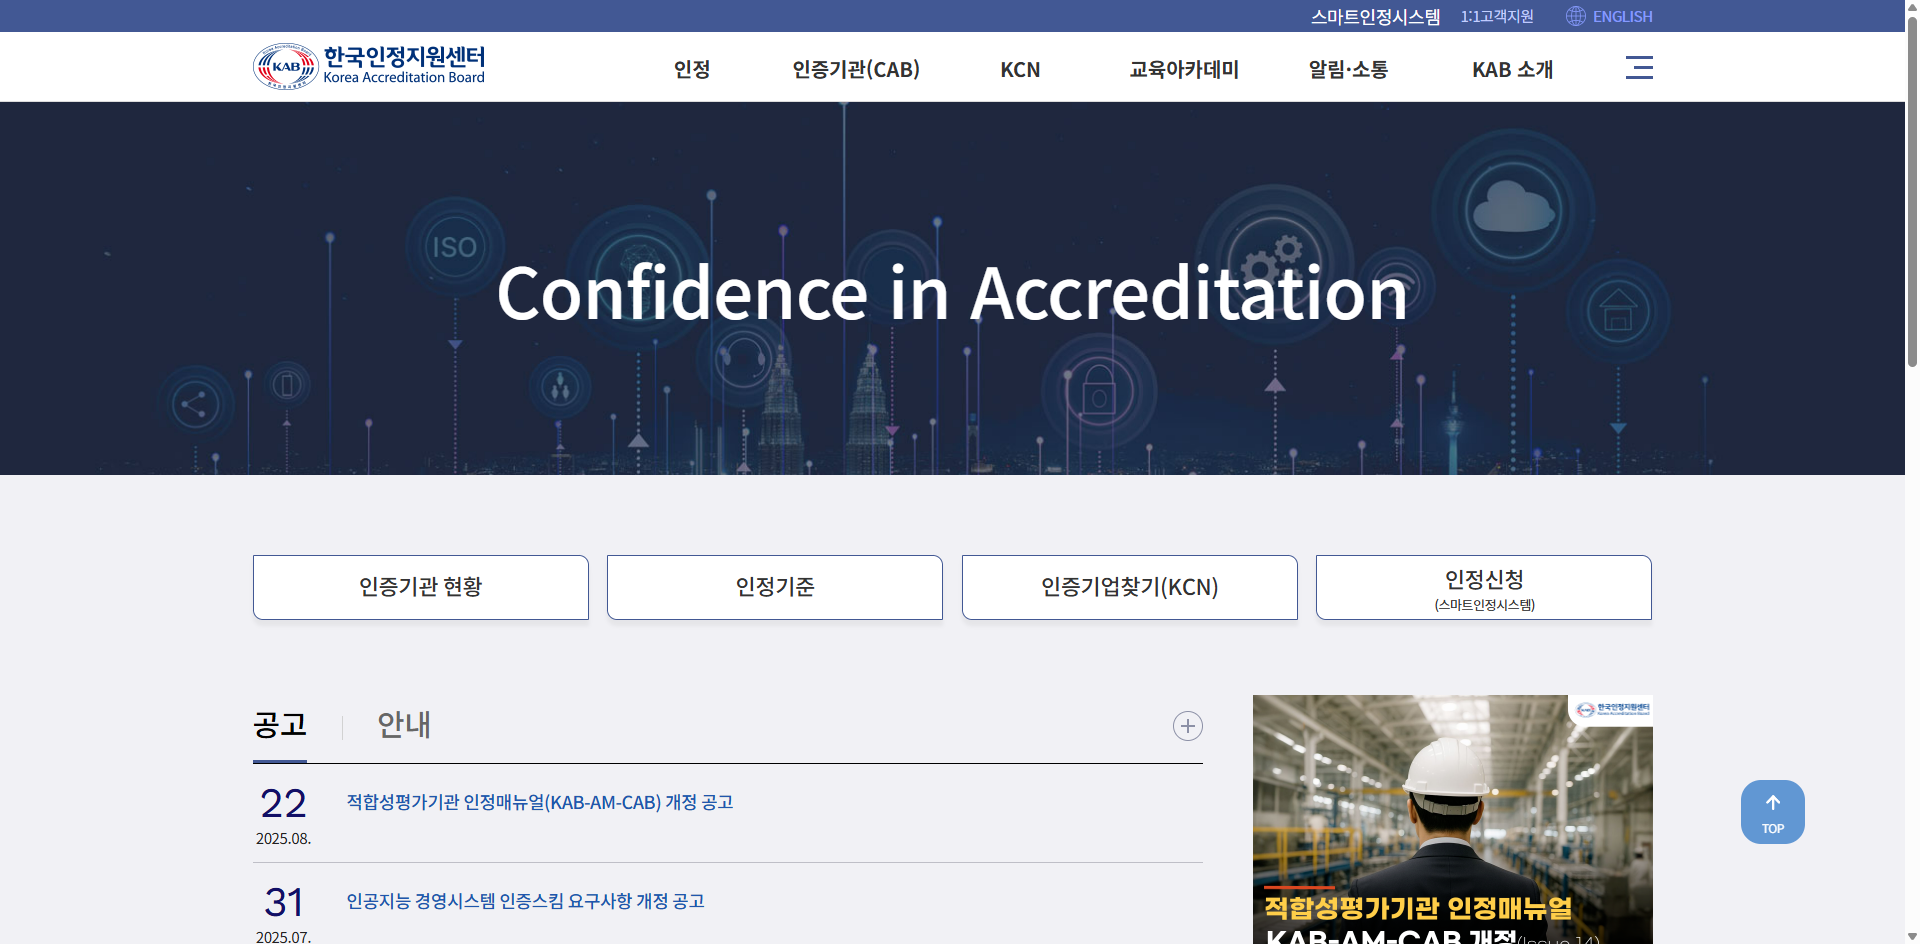 스마트인정시스템 1:1고객지원 ENGLISH
KAB 한국인정지원센터
Korea Accreditation Board
인정 인증기관(CAB) KCN 교육아카데미 알림·소통 KAB 소개
ISO
Confidence in Accreditation
인증기관 현황 인정기준 인증기업찾기(KCN) 인정신청
(스마트인정시스템)
공고 안내
22 적합성평가기관 인정매뉴얼(KAB-AM-CAB) 개정 공고
2025.08.
31 인공지능 경영시스템 인증스킴 요구사항 개정 공고
2025.07.
한국인정지원센터
Korea Accreditation Board
적합성평가기관 인정매뉴얼
KAB-AM-CAB 개정(Issue 14)
TOP